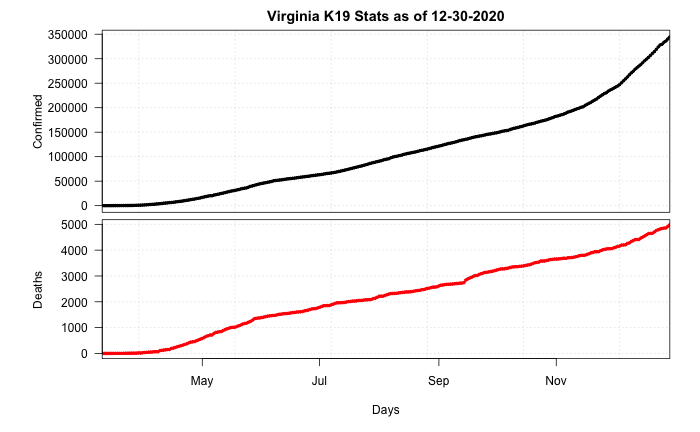 Virginia K19 Stats as of 12-30-2020
Confirmed
350000
300000
250000
200000
150000
100000
50000
0
Deaths
5000
4000
3000
2000
1000
0
May Jul Sep Nov
Days